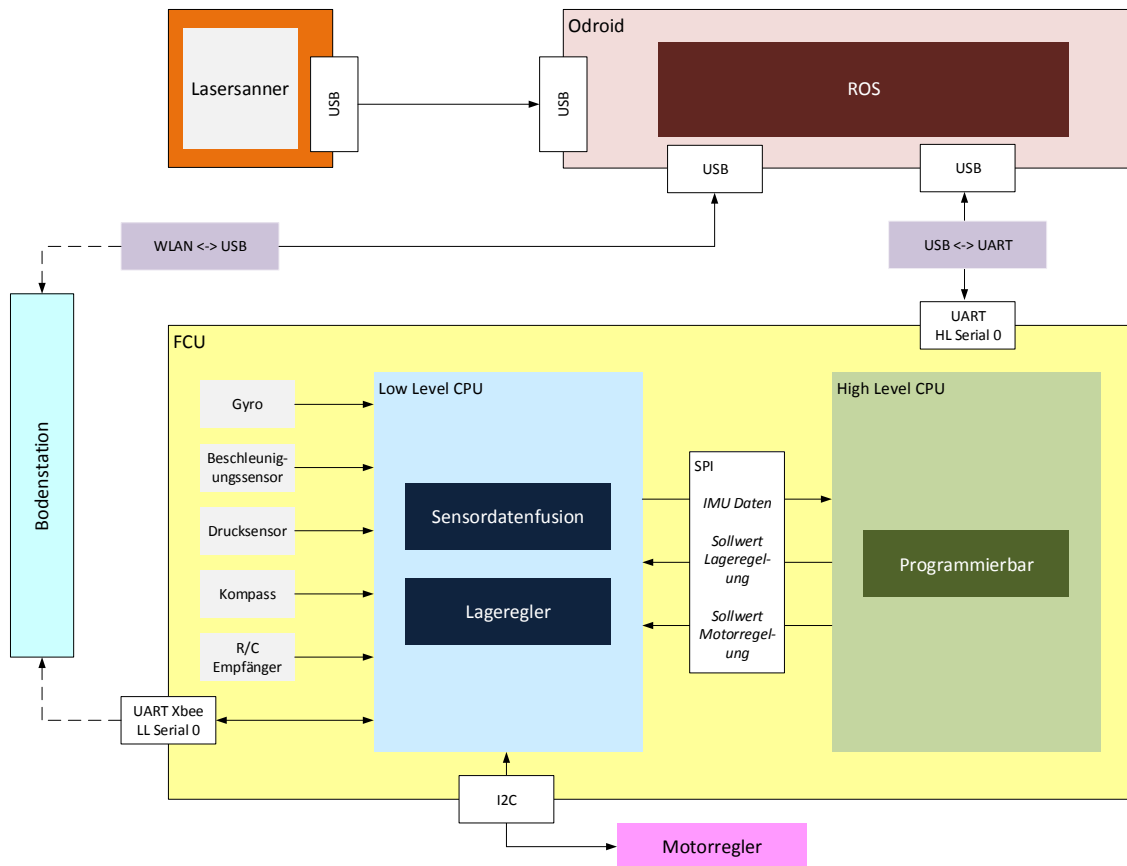 Odroid
Lasersanner
USB
USB
ROS
USB
USB
WLAN <-> USB
USB <-> UART
Bodenstation
UART
HL Serial 0
FCU
Low Level CPU
High Level CPU
Gyro
Beschleunig-
ungssensor
Drucksensor
Kompass
R/C
Empfänger
Sensordatenfusion
Lageregler
SPI
IMU Daten
Sollwert
Lageregel-
ung
Sollwert
Motorregel-
ung
Programmierbar
UART Xbee
LL Serial 0
I2C
Motorregler